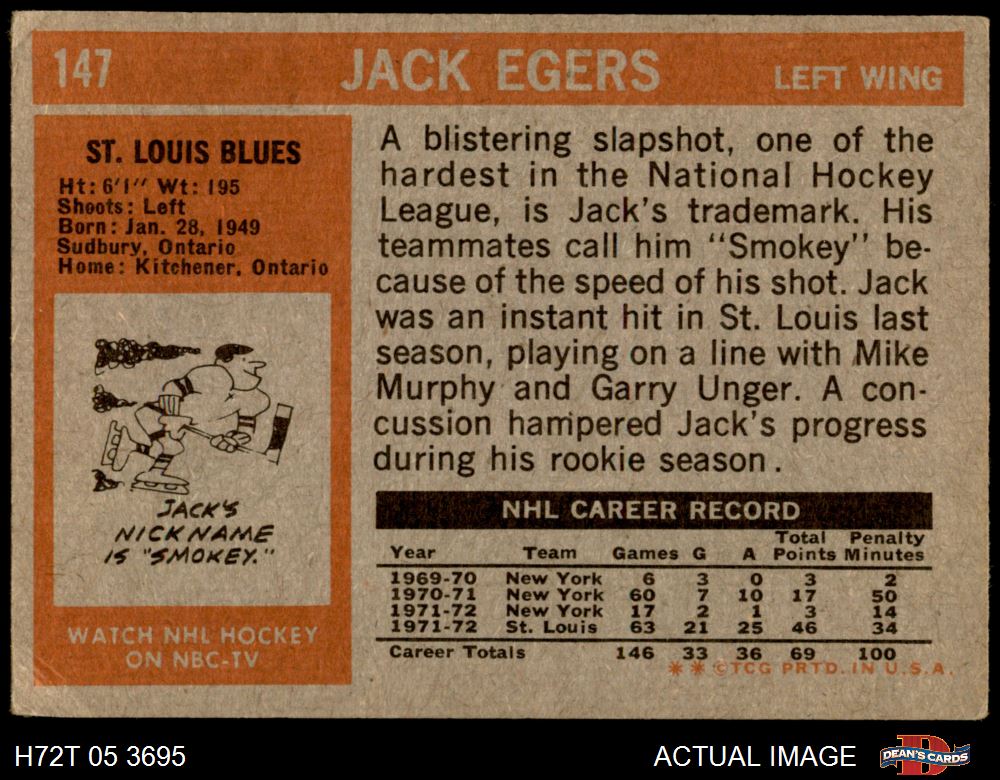 147 JACK EGERS LEFT WING
ST. LOUIS BLUES
Ht: 6'1" Wt: 195
Shoots: Left
Born: Jan. 28, 1949
Sudbury, Ontario
Home: Kitchener, Ontario
JACK'S
NICKNAME
IS "SMOKEY."
WATCH NHL HOCKEY
ON NBC-TV
A blistering slapshot, one of the
hardest in the National Hockey
League, is Jack's trademark. His
teammates call him "Smokey" be-
cause of the speed of his shot. Jack
was an instant hit in St. Louis last
season, playing on a line with Mike
Murphy and Garry Unger. A con-
cussion hampered Jack's progress
during his rookie season.
NHL CAREER RECORD
Total Penalty
Year Team Games G A Points Minutes
1969-70 New York 6 3 0 3 2
1970-71 New York 60 7 10 17 50
1971-72 New York 17 2 1 3 14
1971-72 St. Louis 63 21 25 46 34
Career Totals 146 33 36 69 100
**©TCG PRTD. IN U.S.A.
H72T 05 3695 ACTUAL IMAGE DEAN'S CARDS